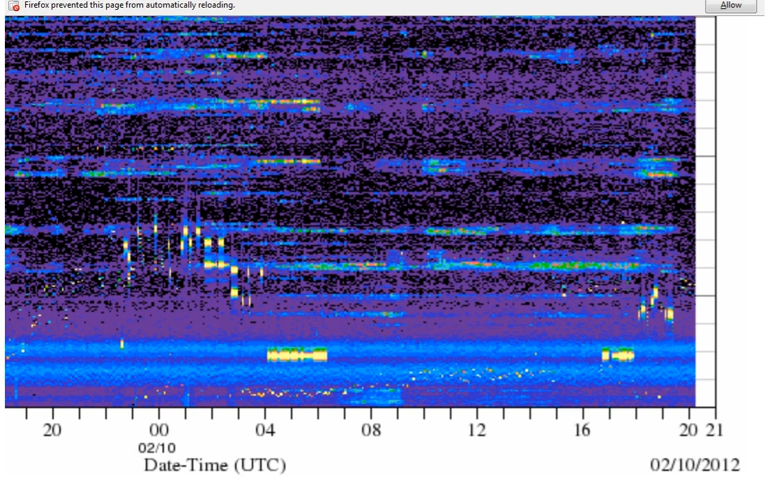 Firefox prevented this page from automatically reloading.
Allow
20 00 04 08 12 16 20 21
02/10
Date-Time (UTC)
02/10/2012